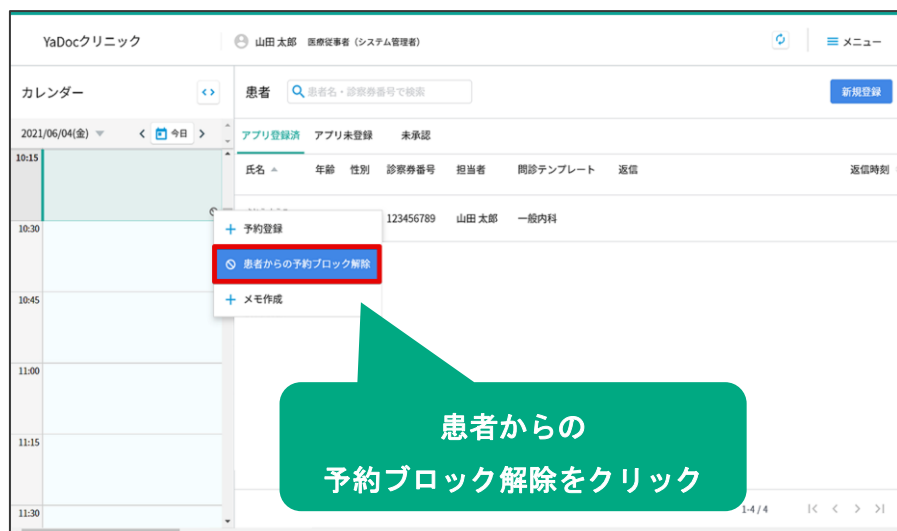 YaDocクリニック
山田 太郎 医療従事者（システム管理者）
メニュー
カレンダー
患者
患者名・診察券番号で検索
新規登録
2021/06/04(金)
今日
アプリ登録済 アプリ未登録 未承認
10:15
氏名 年齢 性別 診察券番号 担当者 問診テンプレート 返信 返信時刻
123456789 山田 太郎 一般内科
10:30
予約登録
患者からの予約ブロック解除
10:45
メモ作成
11:00
患者からの
予約ブロック解除をクリック
11:15
11:30
1-4 / 4